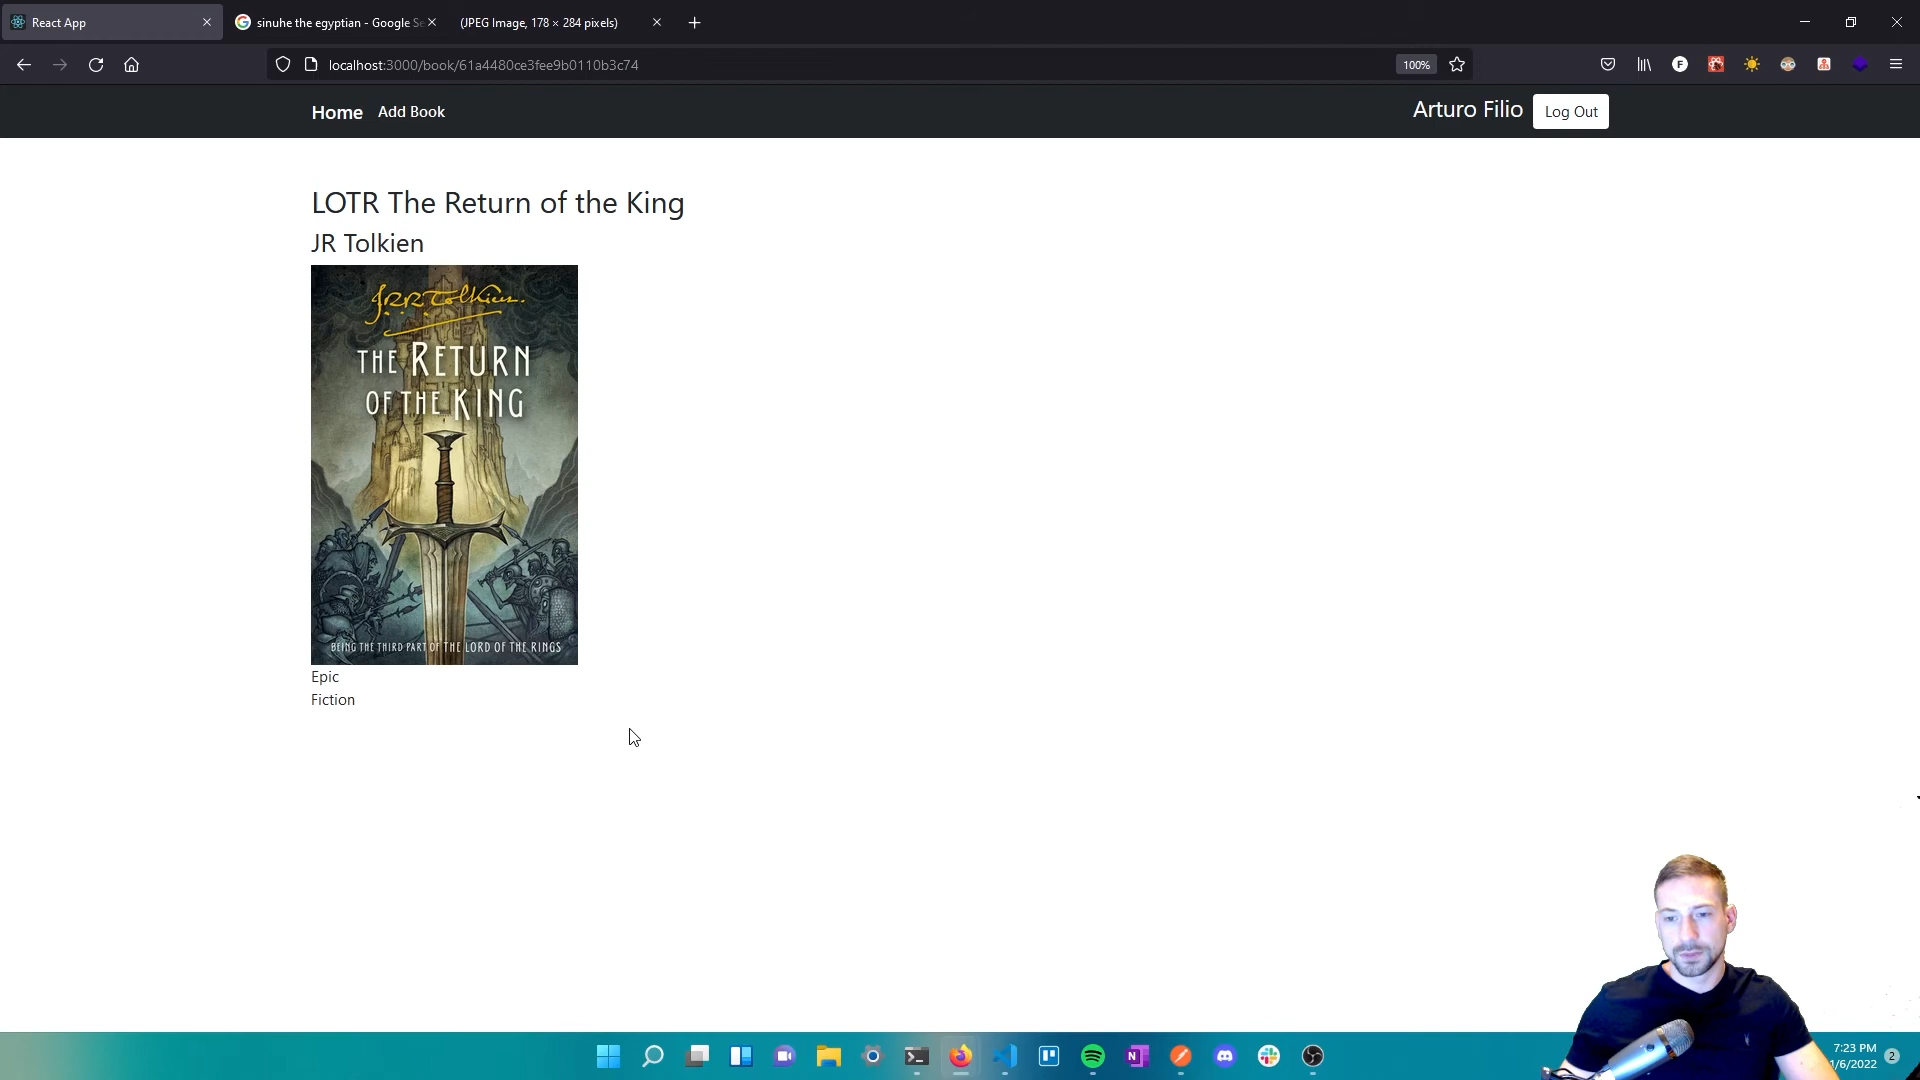 React App
sinuhe the egyptian - Google Se
(JPEG Image, 178 × 284 pixels)
localhost:3000/book/61a4480ce3fee9b0110b3c74
100%
Home
Add Book
Arturo Filio
Log Out
LOTR The Return of the King
JR Tolkien
J.R.R. Tolkien.
THE RETURN
OF THE KING
BEING THE THIRD PART OF THE LORD OF THE RINGS
Epic
Fiction
7:23 PM
1/6/2022
2